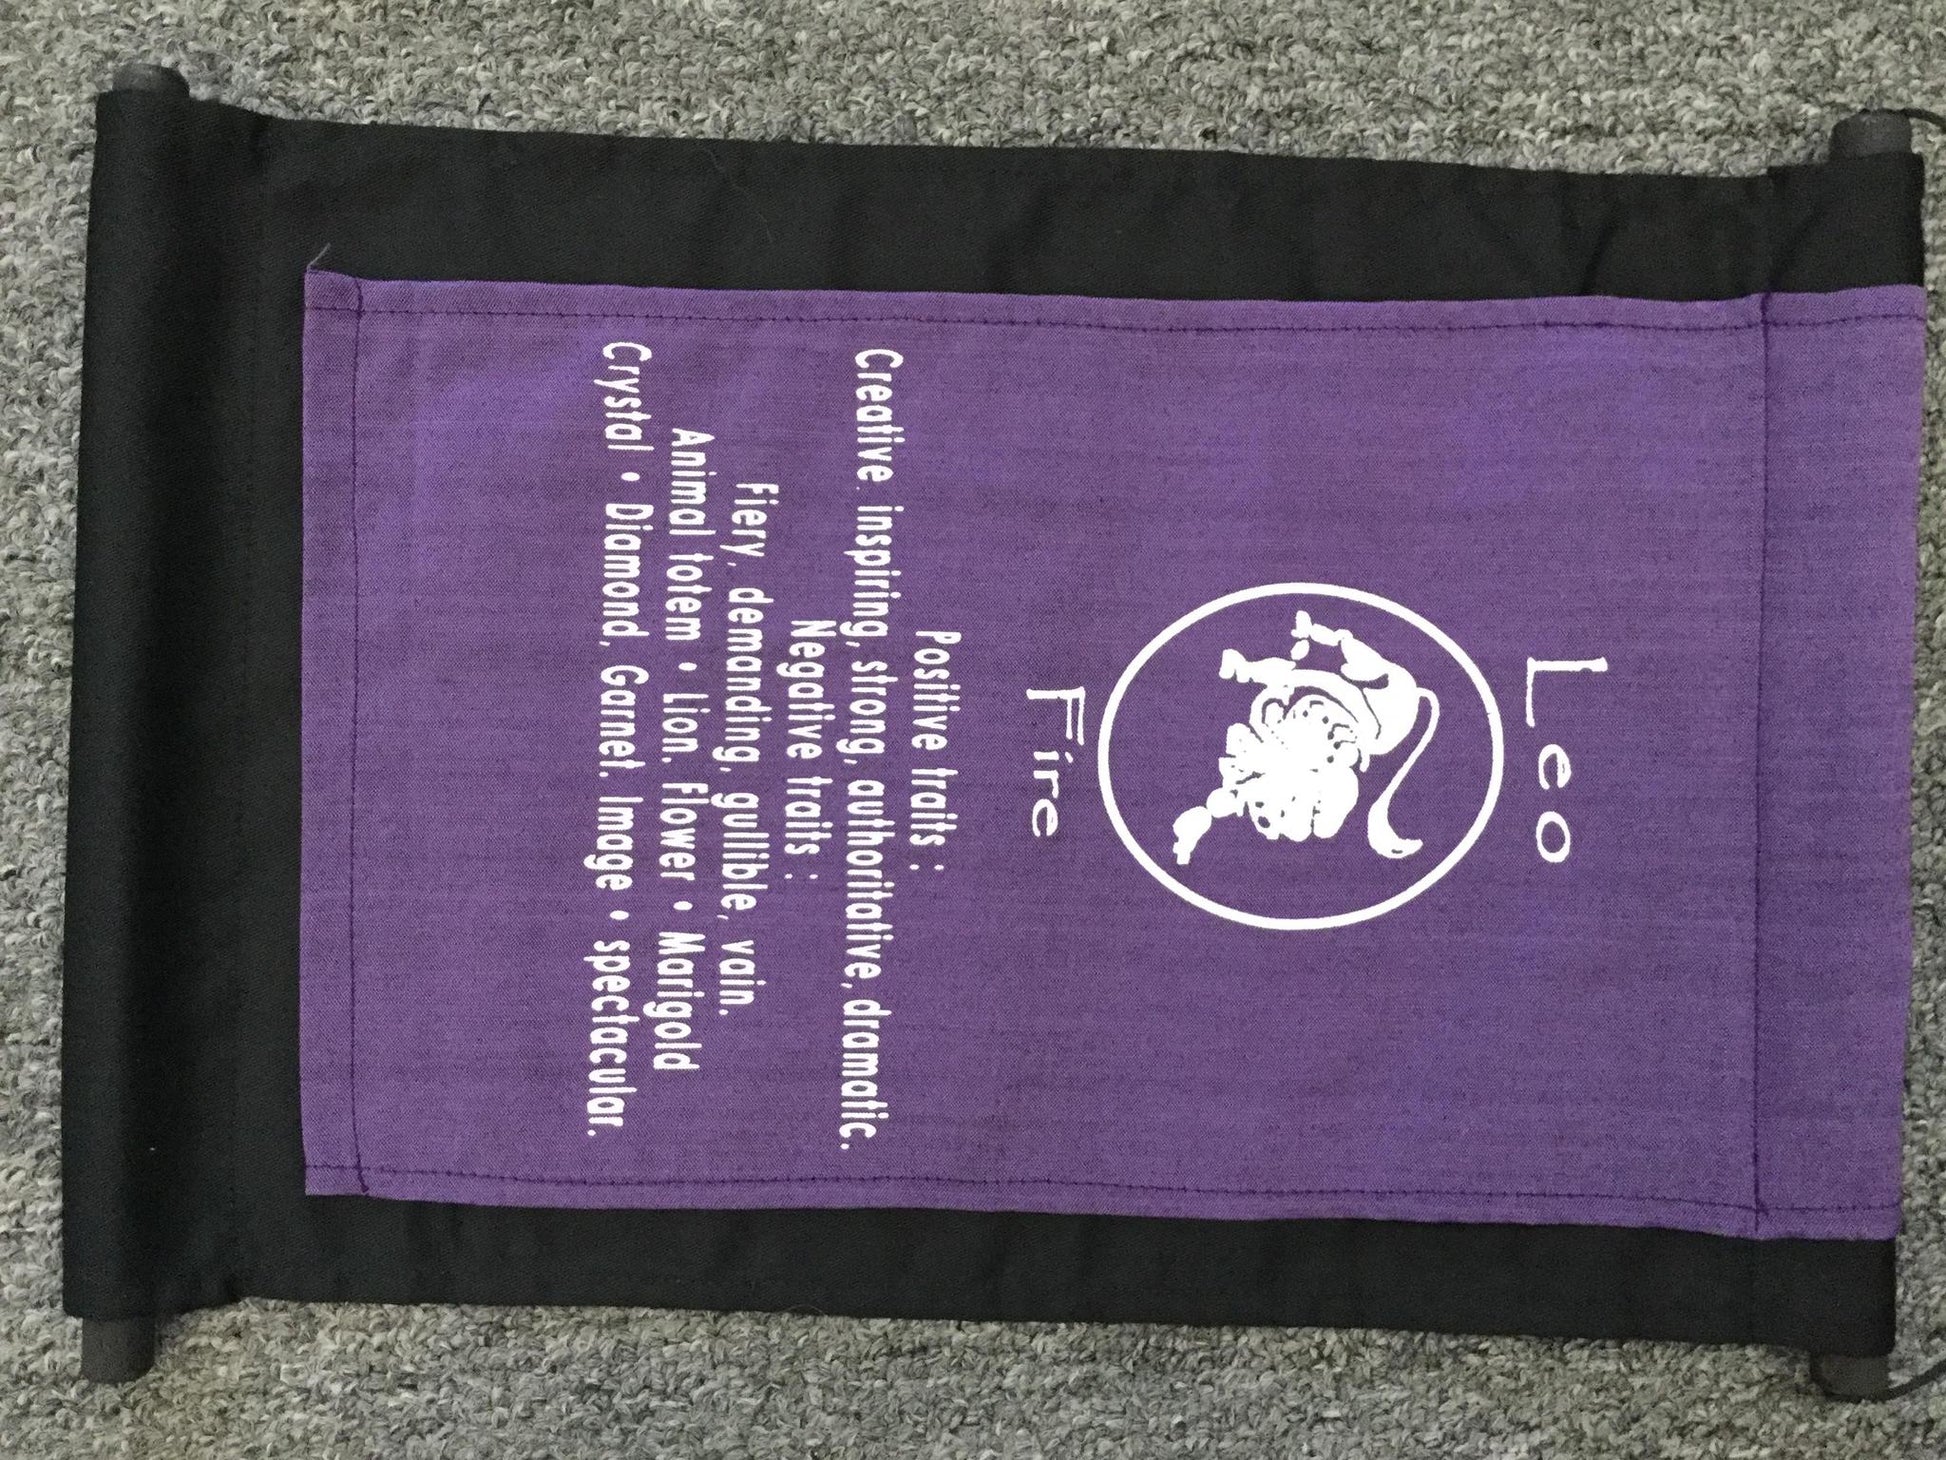 Leo
Fire
Positive traits :
Creative. inspiring, strong, authoritative, dramatic.
Negative traits :
Fiery, demanding, gullible, vain.
Animal totem • Lion. Flower • Marigold
Crystal • Diamond, Garnet. Image • spectacular.